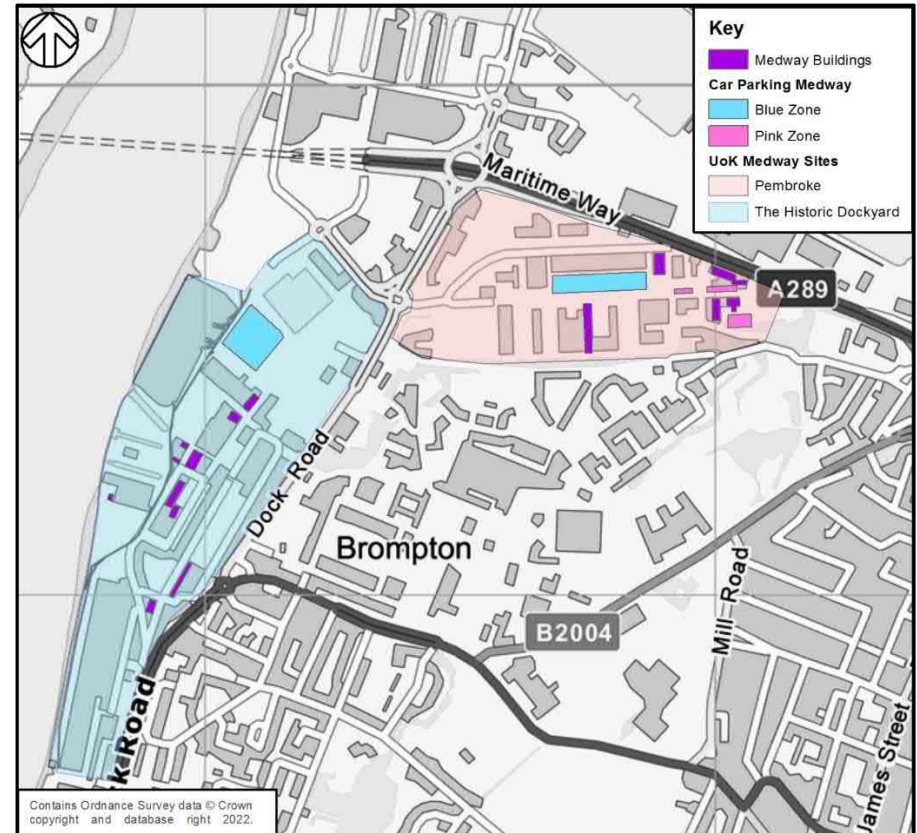 Key
Medway Buildings
Car Parking Medway
Blue Zone
Pink Zone
UoK Medway Sites
Pembroke
The Historic Dockyard
Maritime Way
A289
Dock Road
Brompton
B2004
Mill Road
k Road
James Street
Contains Ordnance Survey data © Crown
copyright and database right 2022.